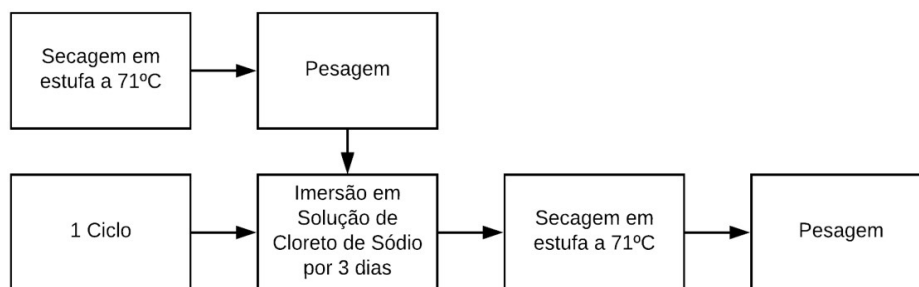 Secagem em
estufa a 71ºC
Pesagem
1 Ciclo
Imersão em
Solução de
Cloreto de Sódio
por 3 dias
Secagem em
estufa a 71ºC
Pesagem